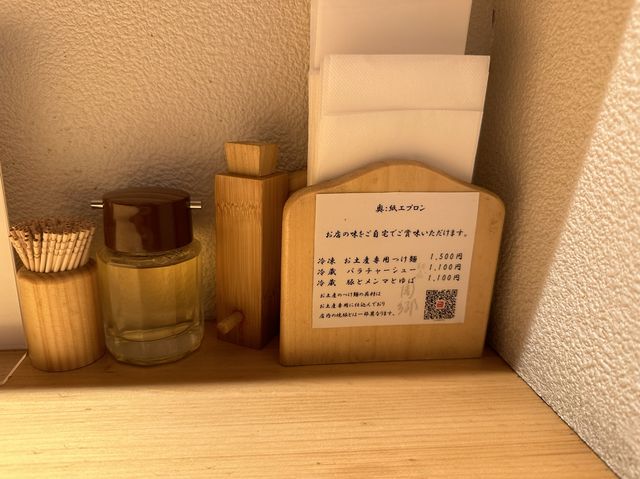 奥:紙エプロン
お店の味をご自宅でご賞味いただけます。
冷凍 お土産専用つけ麺 1,500円
冷蔵 バラチャーシュー 1,100円
冷蔵 豚とメンマとゆば 1,100円
お土産のつけ麺の具材は
お土産専用に仕込んでおり
店内の焼豚とは一部異なります。